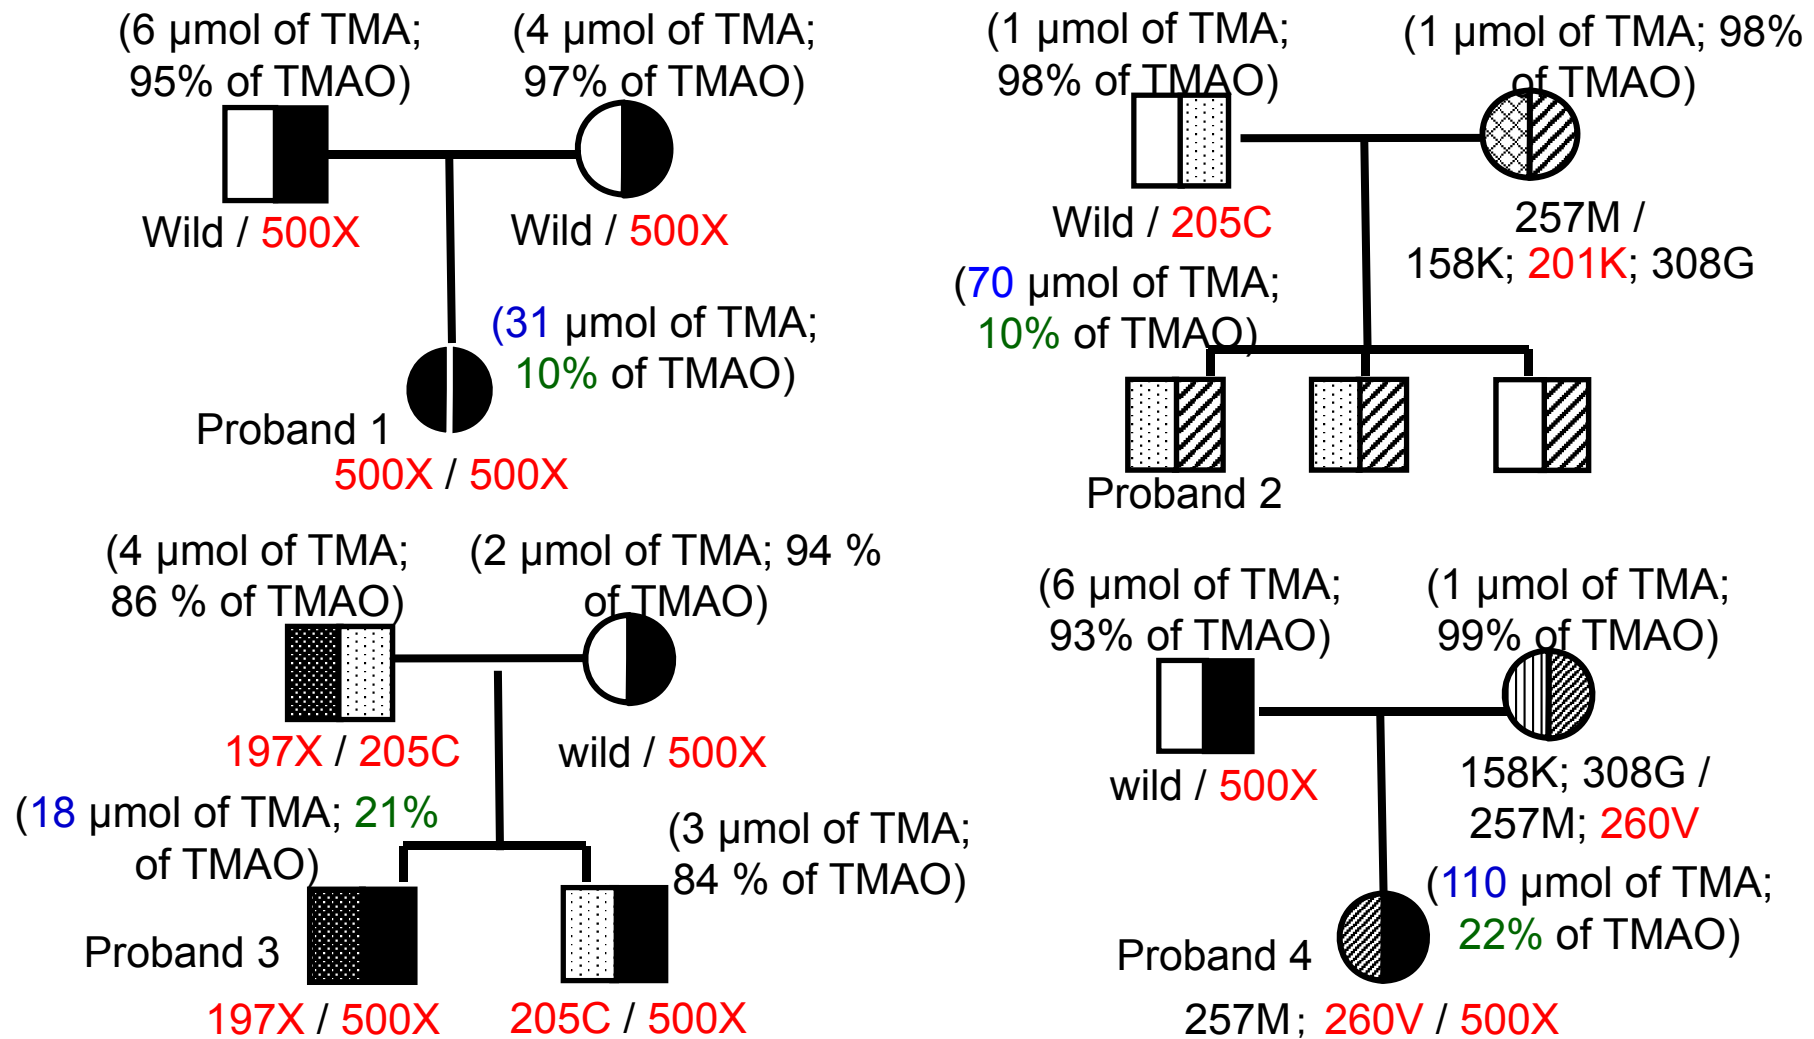 (6 µmol of TMA;
95% of TMAO)
(4 µmol of TMA;
97% of TMAO)
Wild / 500X
Wild / 500X
(31 µmol of TMA;
10% of TMAO)
Proband 1
500X / 500X
(1 µmol of TMA;
98% of TMAO)
(1 µmol of TMA; 98%
of TMAO)
Wild / 205C
257M /
158K; 201K; 308G
(70 µmol of TMA;
10% of TMAO)
Proband 2
(4 µmol of TMA;
86 % of TMAO)
(2 µmol of TMA; 94 %
of TMAO)
197X / 205C
wild / 500X
(18 µmol of TMA; 21%
of TMAO)
(3 µmol of TMA;
84 % of TMAO)
Proband 3
197X / 500X
205C / 500X
(6 µmol of TMA;
93% of TMAO)
(1 µmol of TMA;
99% of TMAO)
wild / 500X
158K; 308G /
257M; 260V
(110 µmol of TMA;
22% of TMAO)
Proband 4
257M; 260V / 500X